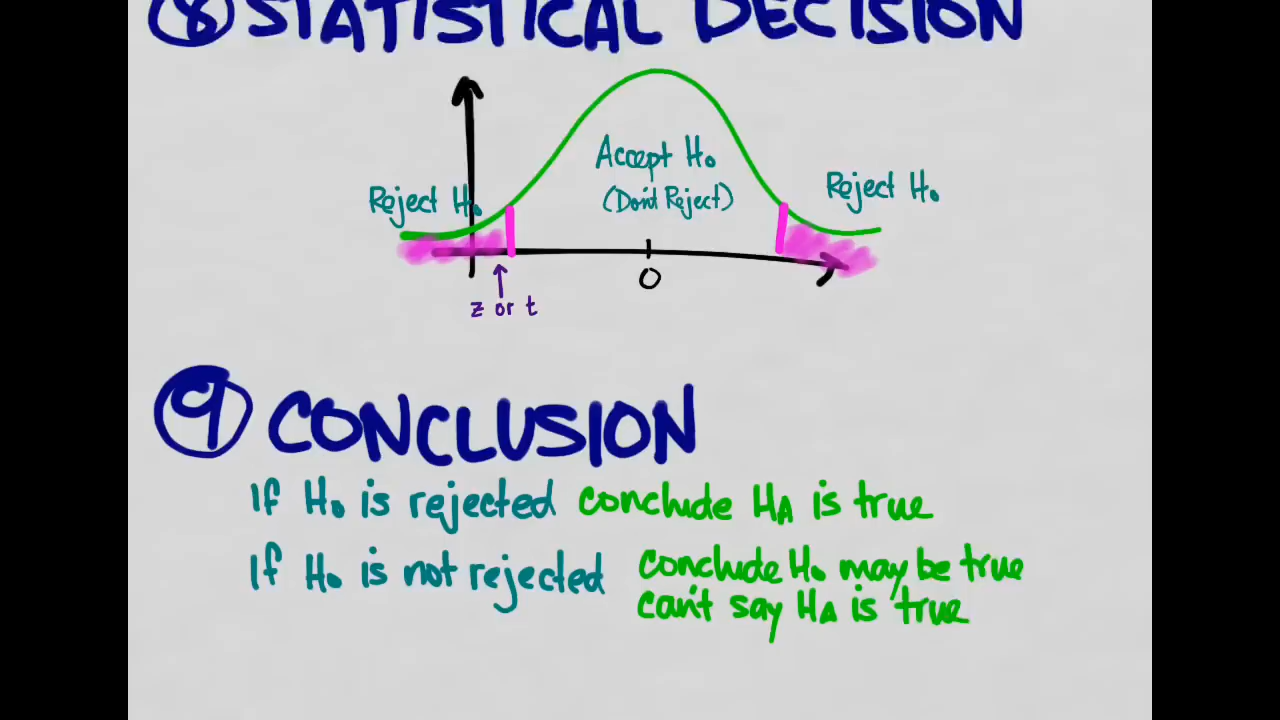 ⑧ STATISTICAL DECISION
Accept H₀
(Don't Reject)
Reject H₀
Reject H₀
0
z or t
⑨ CONCLUSION
If H₀ is rejected conclude HA is true
If H₀ is not rejected conclude H₀ may be true
can't say HA is true